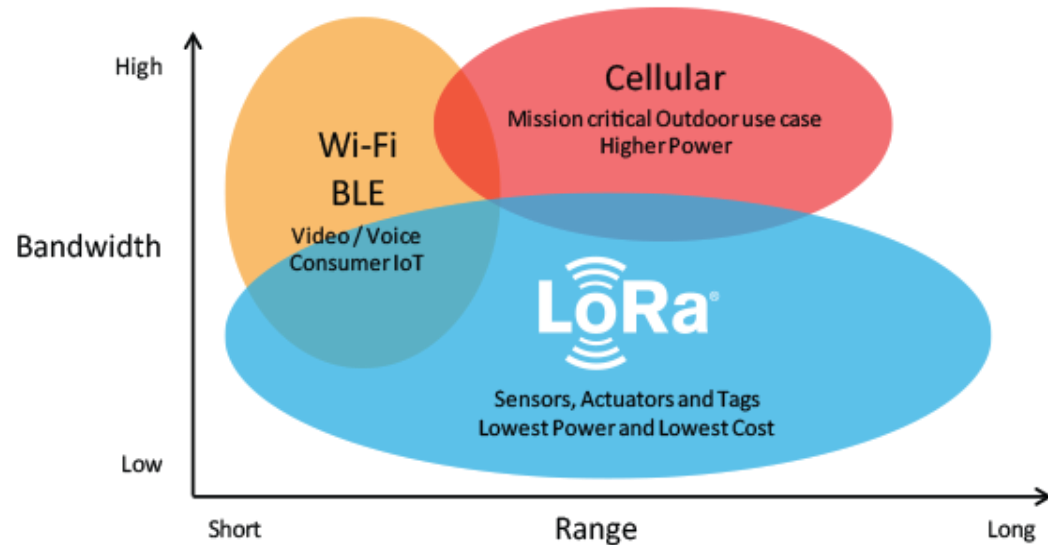 High
Cellular
Mission critical Outdoor use case
Higher Power
Wi-Fi
BLE
Video / Voice
Consumer IoT
Bandwidth
LoRa®
Sensors, Actuators and Tags
Lowest Power and Lowest Cost
Low
Short
Range
Long